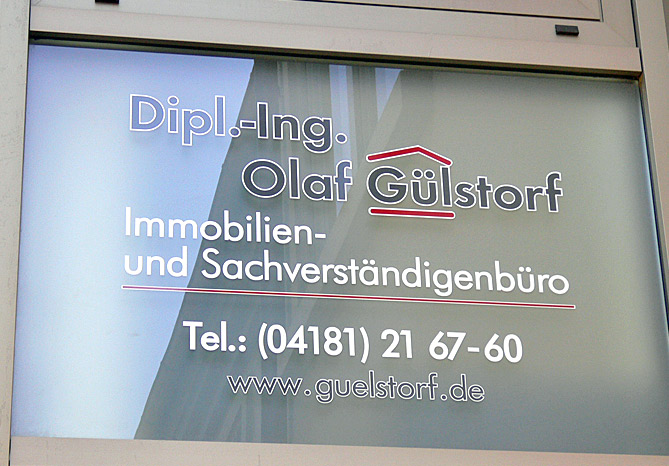 Dipl.-Ing.
Olaf Gülstorf
Immobilien-
und Sachverständigenbüro
Tel.: (04181) 21 67-60
www.guelstorf.de